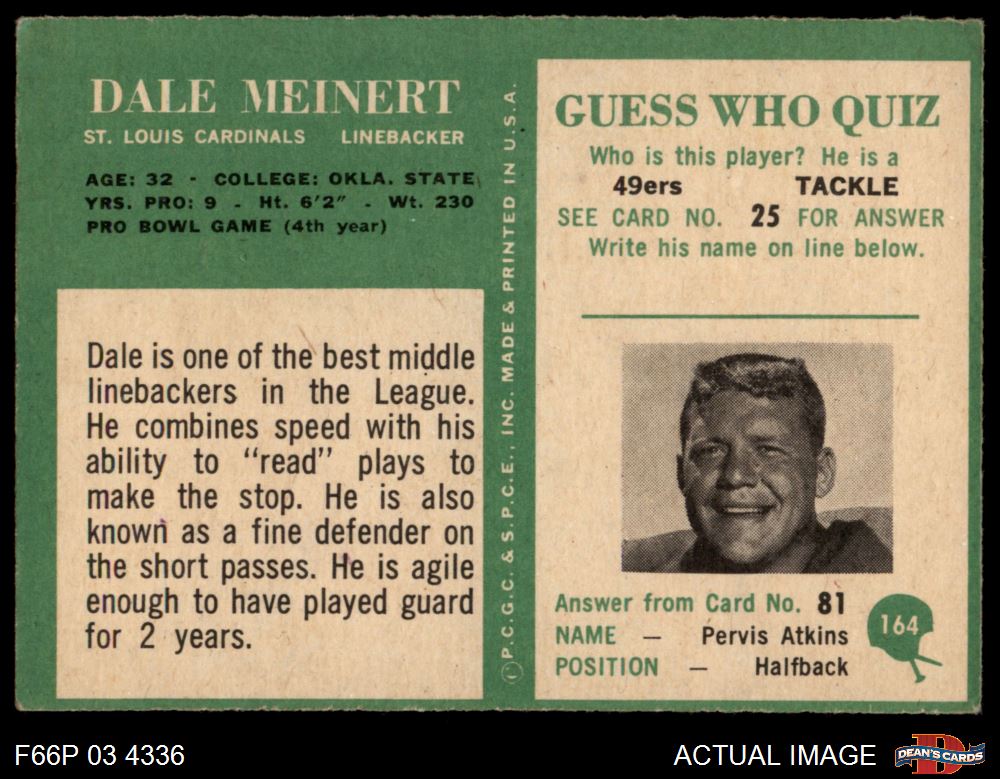 DALE MEINERT
ST. LOUIS CARDINALS LINEBACKER
AGE: 32 - COLLEGE: OKLA. STATE
YRS. PRO: 9 - Ht. 6'2" - Wt. 230
PRO BOWL GAME (4th year)
Dale is one of the best middle
linebackers in the League.
He combines speed with his
ability to "read" plays to
make the stop. He is also
known as a fine defender on
the short passes. He is agile
enough to have played guard
for 2 years.
© P.C.G.C. & S.P.C.E., INC. MADE & PRINTED IN U.S.A.
GUESS WHO QUIZ
Who is this player? He is a
49ers TACKLE
SEE CARD NO. 25 FOR ANSWER
Write his name on line below.
Answer from Card No. 81
NAME — Pervis Atkins
POSITION — Halfback
164
F66P 03 4336
ACTUAL IMAGE
D
DEAN'S CARDS